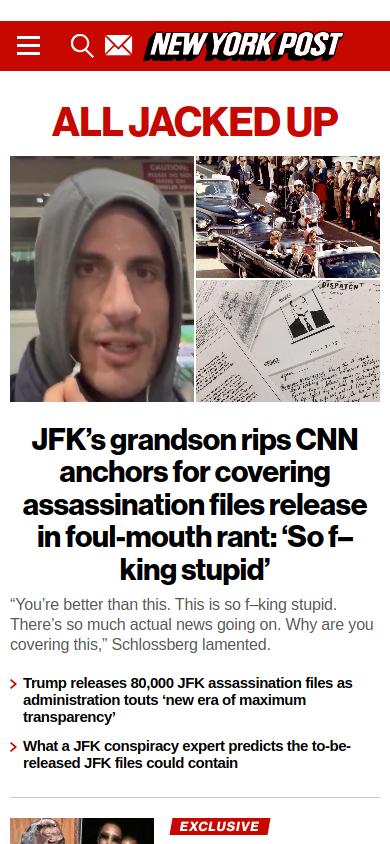 NEW YORK POST
ALL JACKED UP
CAUTION:
PLEASE DO NOT
DISPATCH
JFK’s grandson rips CNN
anchors for covering
assassination files release
in foul-mouth rant: ‘So f–
king stupid’
“You’re better than this. This is so f–king stupid.
There’s so much actual news going on. Why are you
covering this,” Schlossberg lamented.
Trump releases 80,000 JFK assassination files as
administration touts ‘new era of maximum
transparency’
What a JFK conspiracy expert predicts the to-be-
released JFK files could contain
EXCLUSIVE